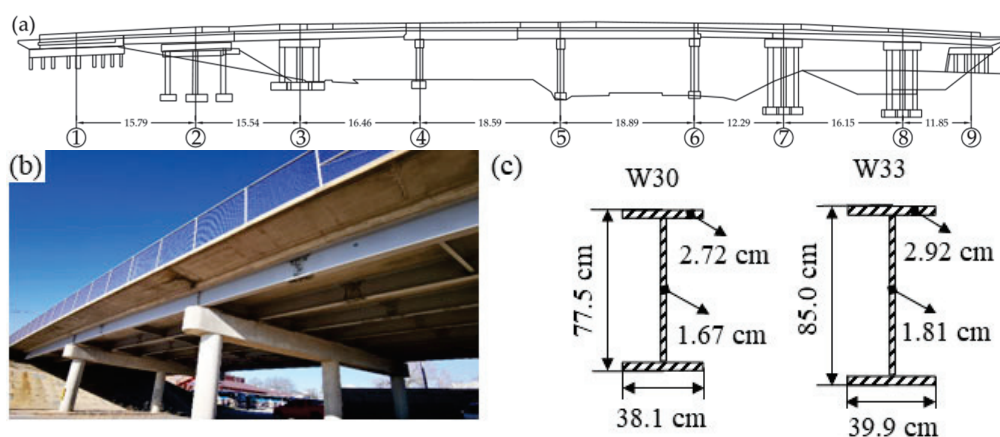 (a)
15.79 15.54 16.46 18.59 18.89 12.29 16.15 11.85
① ② ③ ④ ⑤ ⑥ ⑦ ⑧ ⑨
(b)
(c)
W30
77.5 cm
2.72 cm
1.67 cm
38.1 cm
W33
85.0 cm
2.92 cm
1.81 cm
39.9 cm